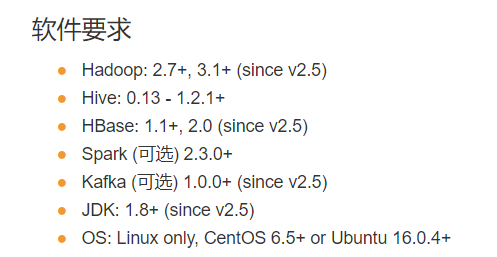 软件要求
Hadoop: 2.7+, 3.1+ (since v2.5)
Hive: 0.13 - 1.2.1+
HBase: 1.1+, 2.0 (since v2.5)
Spark (可选) 2.3.0+
Kafka (可选) 1.0.0+ (since v2.5)
JDK: 1.8+ (since v2.5)
OS: Linux only, CentOS 6.5+ or Ubuntu 16.0.4+